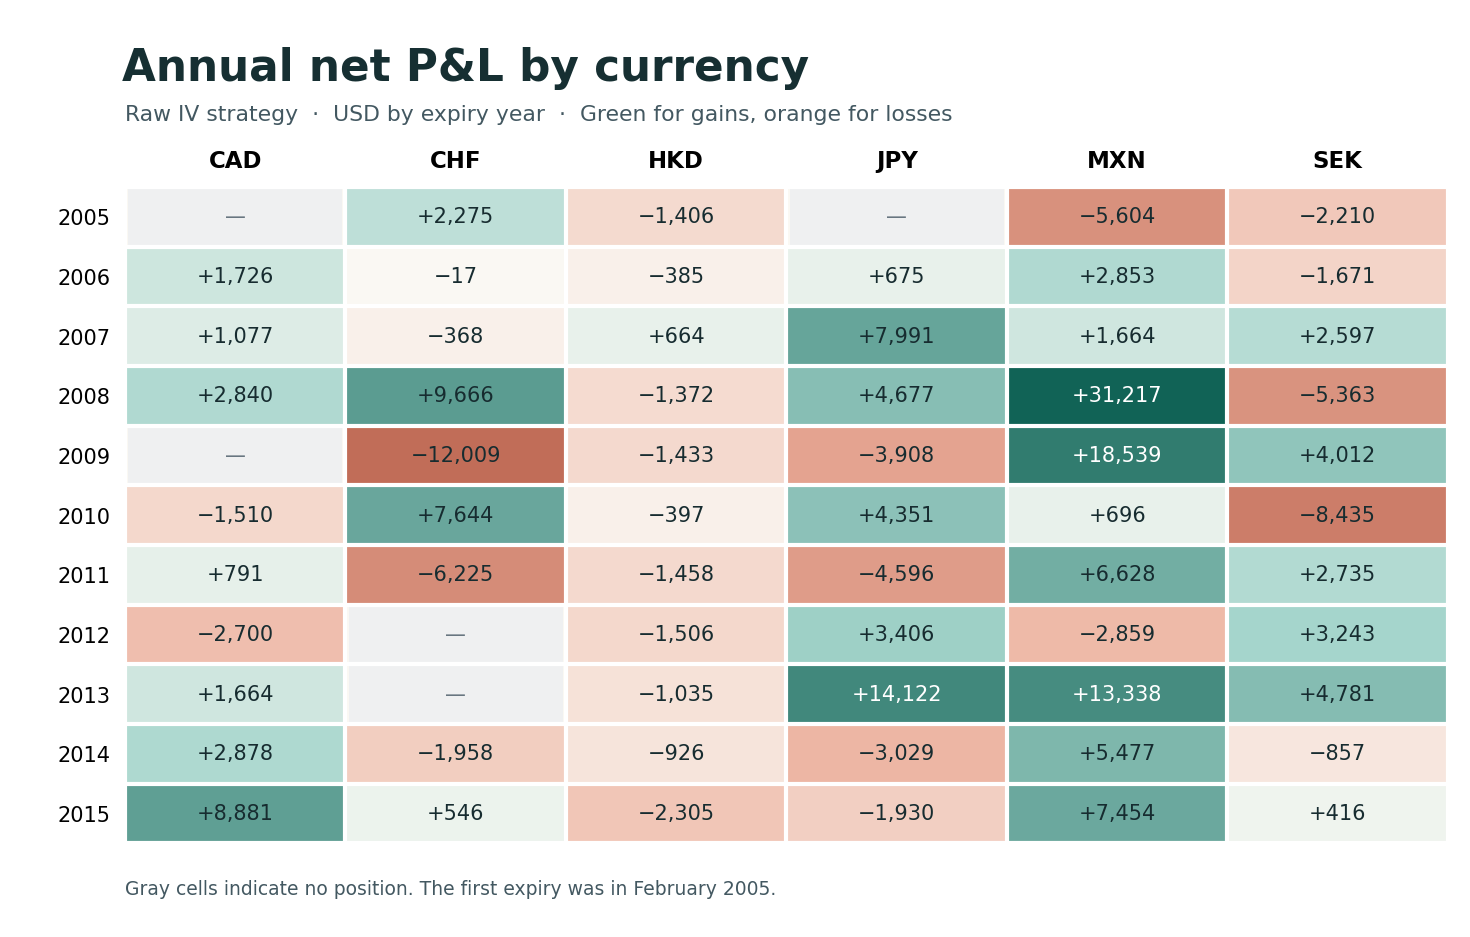 Annual net P&L by currency
Raw IV strategy · USD by expiry year · Green for gains, orange for losses
CAD CHF HKD JPY MXN SEK
2005 — +2,275 −1,406 — −5,604 −2,210
2006 +1,726 −17 −385 +675 +2,853 −1,671
2007 +1,077 −368 +664 +7,991 +1,664 +2,597
2008 +2,840 +9,666 −1,372 +4,677 +31,217 −5,363
2009 — −12,009 −1,433 −3,908 +18,539 +4,012
2010 −1,510 +7,644 −397 +4,351 +696 −8,435
2011 +791 −6,225 −1,458 −4,596 +6,628 +2,735
2012 −2,700 — −1,506 +3,406 −2,859 +3,243
2013 +1,664 — −1,035 +14,122 +13,338 +4,781
2014 +2,878 −1,958 −926 −3,029 +5,477 −857
2015 +8,881 +546 −2,305 −1,930 +7,454 +416
Gray cells indicate no position. The first expiry was in February 2005.